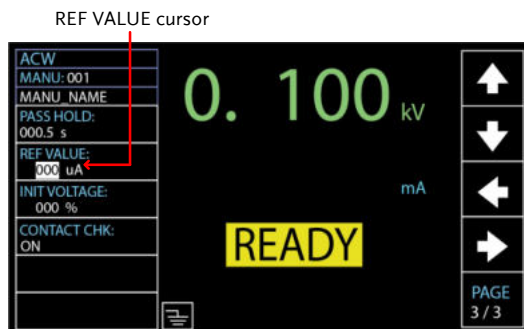 REF VALUE cursor
ACW
MANU: 001
MANU_NAME
PASS HOLD:
000.5 s
REF VALUE:
000 uA
INIT VOLTAGE:
000 %
CONTACT CHK:
ON
0. 100 kV
mA
READY
PAGE
3 / 3